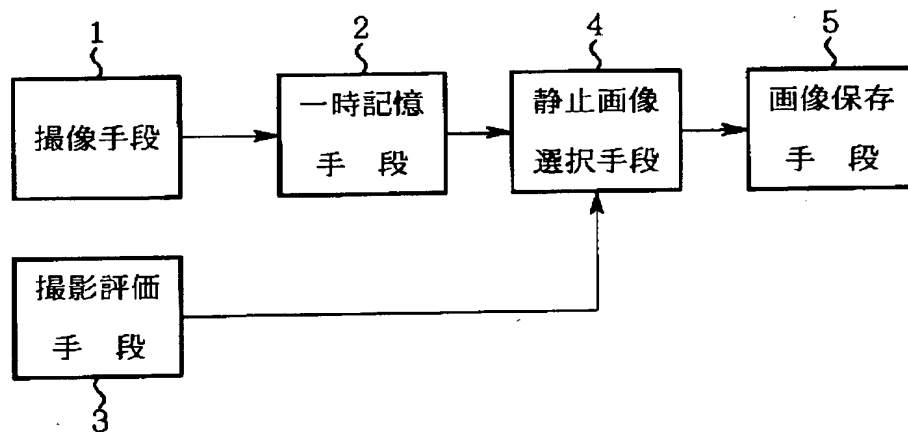 1
撮像手段
2
一時記憶
手 段
4
静止画像
選択手段
5
画像保存
手 段
撮影評価
手 段
3